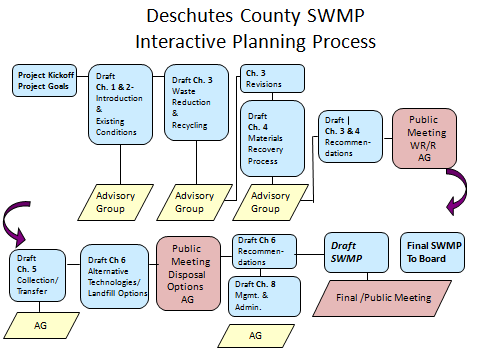 Deschutes County SWMP
Interactive Planning Process
Project Kickoff
Project Goals
Draft
Ch. 1 & 2-
Introduction
&
Existing
Conditions
Draft Ch. 3
Waste
Reduction
&
Recycling
Ch. 3
Revisions
Draft
Ch. 4
Materials
Recovery
Process
Draft |
Ch. 3 & 4
Recommen-
dations
Public
Meeting
WR/R
AG
Advisory
Group
Advisory
Group
Advisory
Group
Draft
Ch. 5
Collection/
Transfer
Draft Ch 6
Alternative
Technologies/
Landfill Options
Public
Meeting
Disposal
Options
AG
Draft Ch 6
Recommen-
dations
Draft Ch. 8
Mgmt. &
Admin.
Draft
SWMP
Final SWMP
To Board
Final /Public Meeting
AG
AG